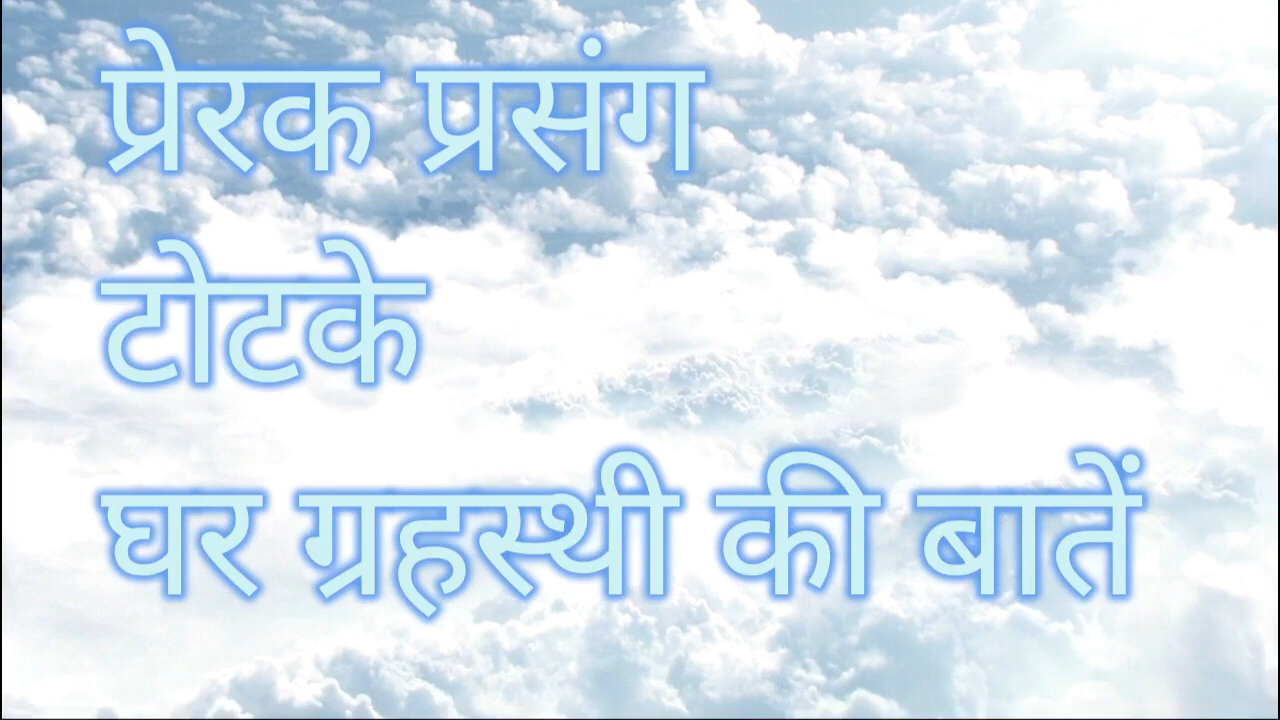 प्रेरक प्रसंग
टोटके
घर ग्रहस्थी की बातें